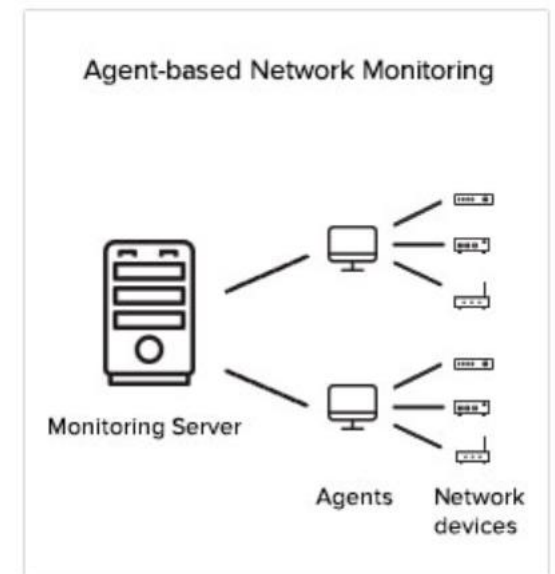 Agent-based Network Monitoring
Monitoring Server
Agents
Network
devices